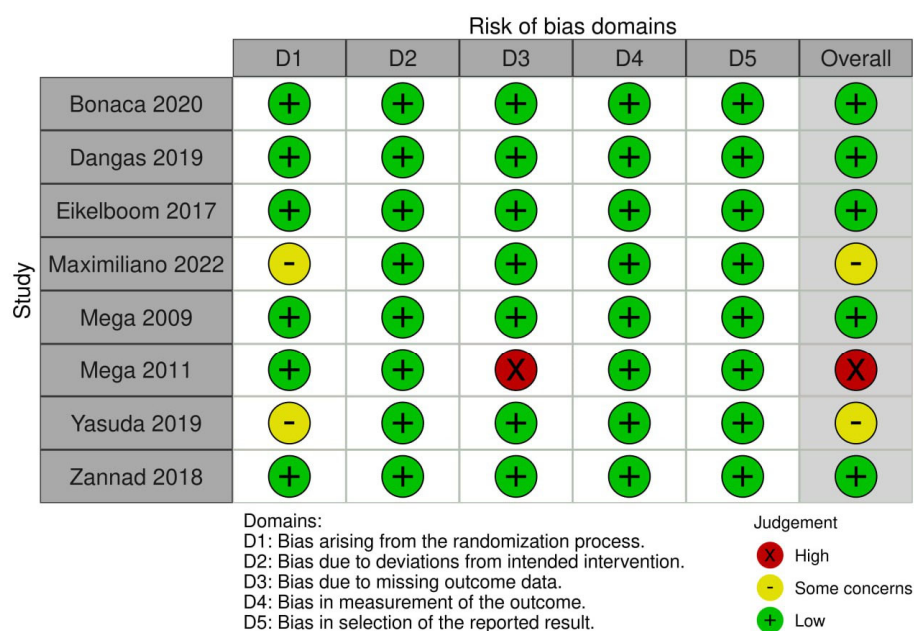 Risk of bias domains
D1 D2 D3 D4 D5 Overall
Study
Bonaca 2020 + + + + + +
Dangas 2019 + + + + + +
Eikelboom 2017 + + + + + +
Maximiliano 2022 - + + + + -
Mega 2009 + + + + + +
Mega 2011 + + X + + X
Yasuda 2019 - + + + + -
Zannad 2018 + + + + + +
Domains:
D1: Bias arising from the randomization process.
D2: Bias due to deviations from intended intervention.
D3: Bias due to missing outcome data.
D4: Bias in measurement of the outcome.
D5: Bias in selection of the reported result.
Judgement
X High
- Some concerns
+ Low